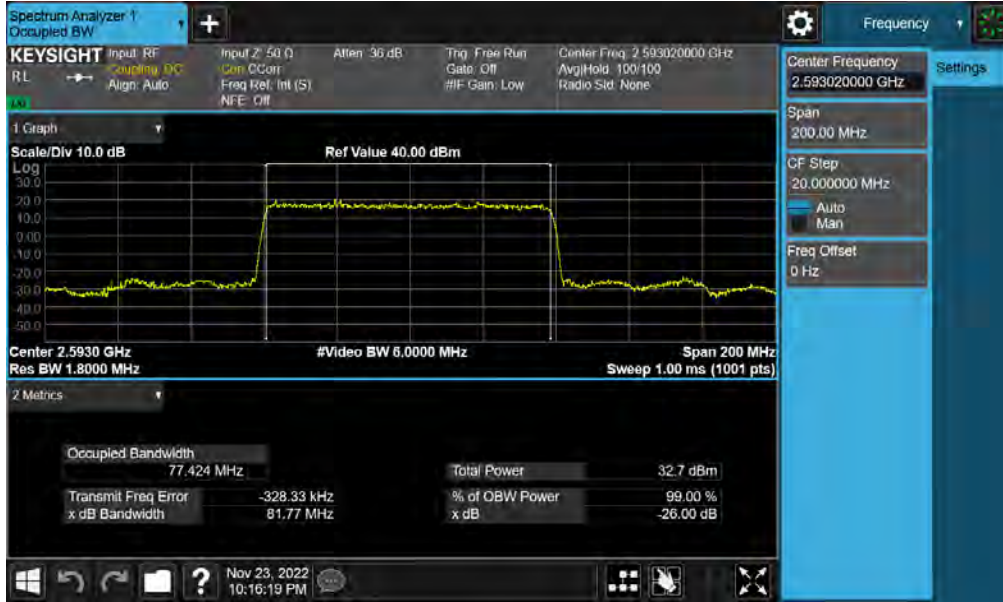 Spectrum Analyzer 1
Occupied BW
+
Frequency
KEYSIGHT
Input: RF
Input Z: 50 Ω
Atten: 36 dB
Trig: Free Run
Center Freq: 2.593020000 GHz
RL
Coupling: DC
Corr CCorr
Gate: Off
Avg|Hold: 100/100
Align: Auto
Freq Ref: Int (S)
#IF Gain: Low
Radio Std: None
NFE: Off
Center Frequency
2.593020000 GHz
Settings
Span
200.00 MHz
CF Step
20.000000 MHz
Auto
Man
Freq Offset
0 Hz
1 Graph
Scale/Div 10.0 dB
Ref Value 40.00 dBm
Log
30.0
20.0
10.0
0.00
-10.0
-20.0
-30.0
-40.0
-50.0
Center 2.5930 GHz
#Video BW 6.0000 MHz
Span 200 MHz
Res BW 1.8000 MHz
Sweep 1.00 ms (1001 pts)
2 Metrics
Occupied Bandwidth
77.424 MHz
Total Power
32.7 dBm
Transmit Freq Error
-328.33 kHz
% of OBW Power
99.00 %
x dB Bandwidth
81.77 MHz
x dB
-26.00 dB
?
Nov 23, 2022
10:16:19 PM